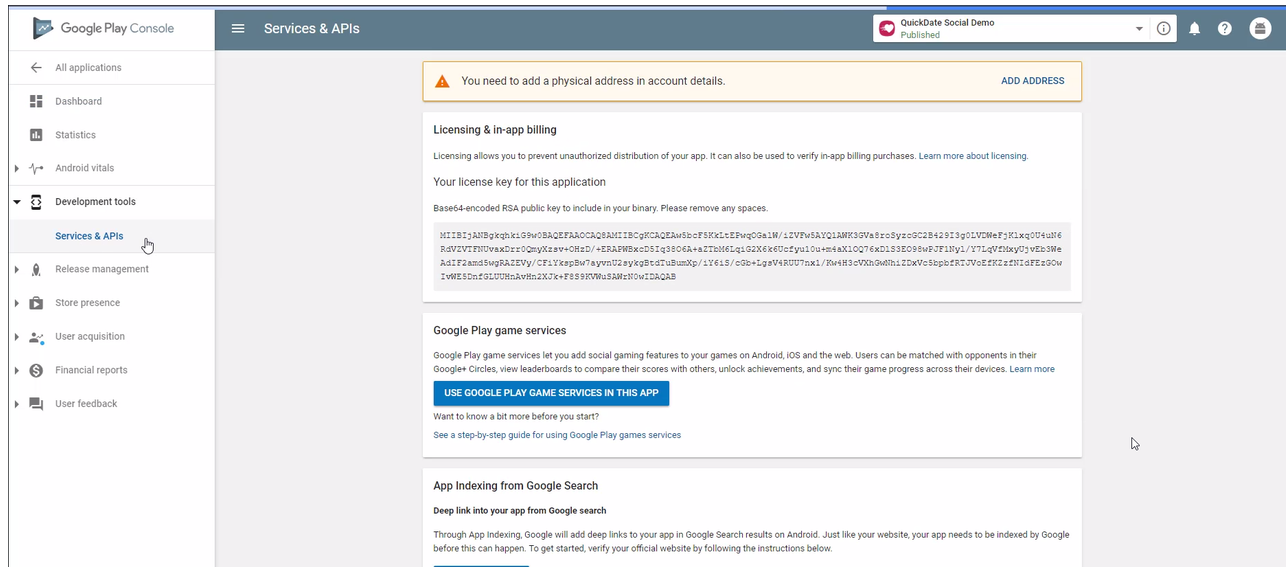 Google Play Console
Services & APIs
QuickDate Social Demo
Published
All applications
Dashboard
Statistics
Android vitals
Development tools
Services & APIs
Release management
Store presence
User acquisition
Financial reports
User feedback
You need to add a physical address in account details.
ADD ADDRESS
Licensing & in-app billing
Licensing allows you to prevent unauthorized distribution of your app. It can also be used to verify in-app billing purchases. Learn more about licensing.
Your license key for this application
Base64-encoded RSA public key to include in your binary. Please remove any spaces.
Google Play game services
Google Play game services let you add social gaming features to your games on Android, iOS and the web. Users can be matched with opponents in their
Google+ Circles, view leaderboards to compare their scores with others, unlock achievements, and sync their game progress across their devices. Learn more
USE GOOGLE PLAY GAME SERVICES IN THIS APP
Want to know a bit more before you start?
See a step-by-step guide for using Google Play games services
App Indexing from Google Search
Deep link into your app from Google search
Through App Indexing, Google will add deep links to your app in Google Search results on Android. Just like your website, your app needs to be indexed by Google
before this can happen. To get started, verify your official website by following the instructions below.